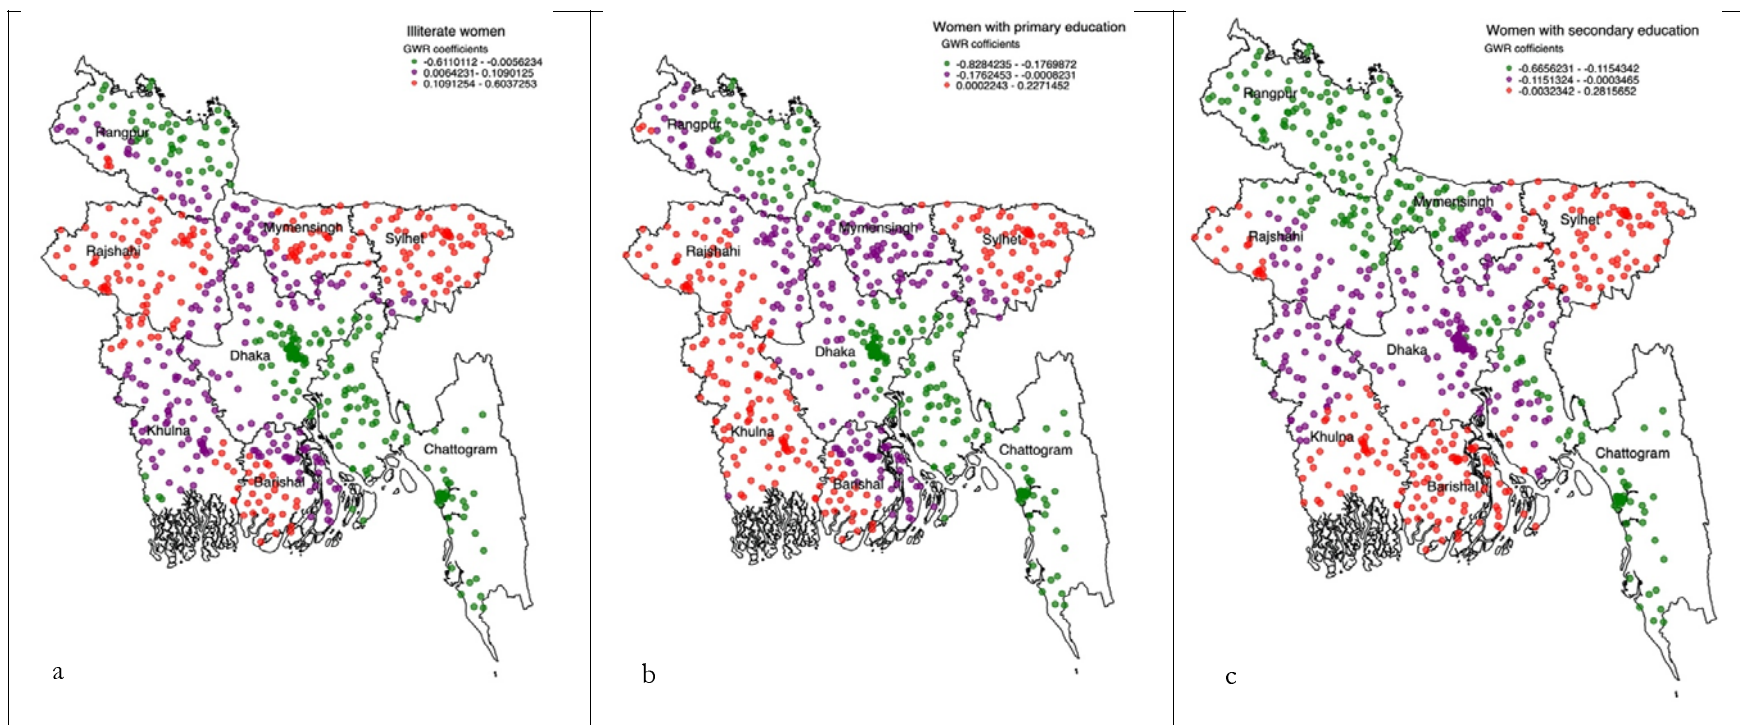 Illiterate women
GWR coefficients
-0.6110112 - -0.0056234
0.0064231- 0.1090125
0.1091254 - 0.6037253
Rangpur
Mymensingh
Sylhet
Rajshahi
Dhaka
Khulna
Chattogram
Barishal
a
Women with primary education
GWR cofficients
-0.8284235 - -0.1769872
-0.1762453 - -0.0008231
0.0002243 - 0.2271452
Rangpur
Mymensingh
Sylhet
Rajshahi
Dhaka
Khulna
Chattogram
Barishal
b
Women with secondary education
GWR cofficients
-0.6656231 - -0.1154342
-0.1151324 - -0.0003465
-0.0032342 - 0.2815652
Rangpur
Mymensingh
Sylhet
Rajshahi
Dhaka
Khulna
Chattogram
Barishal
c